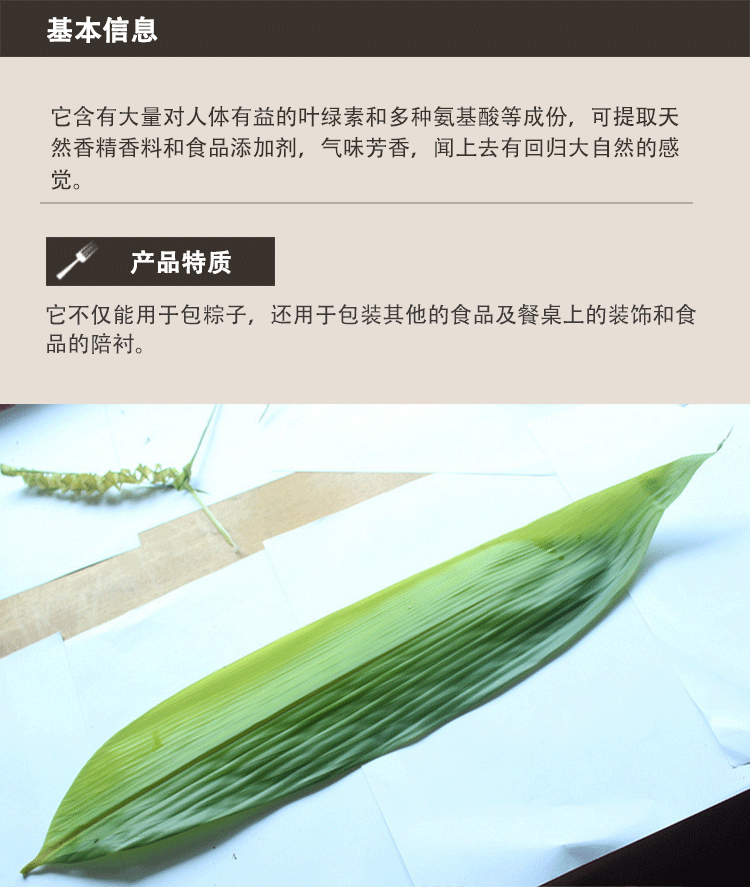 基本信息
它含有大量对人体有益的叶绿素和多种氨基酸等成份，可提取天
然香精香料和食品添加剂，气味芳香，闻上去有回归大自然的感
觉。
产品特质
它不仅能用于包粽子，还用于包装其他的食品及餐桌上的装饰和食
品的陪衬。